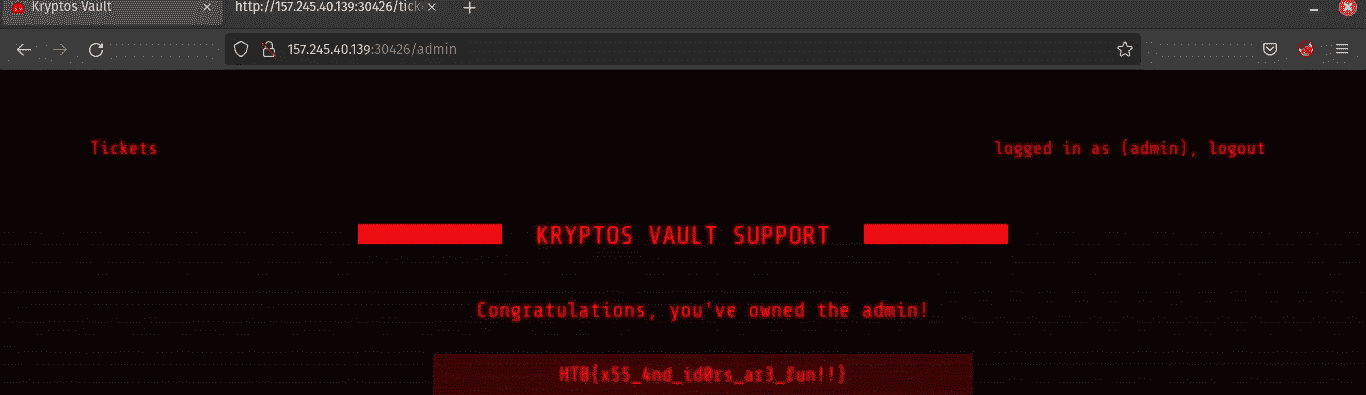 Kryptos Vault
http://157.245.40.139:30426/tick
157.245.40.139:30426/admin
Tickets
logged in as (admin), logout
KRYPTOS VAULT SUPPORT
Congratulations, you've owned the admin!
HTB{x55_4nd_id0rs_ar3_fun!!}